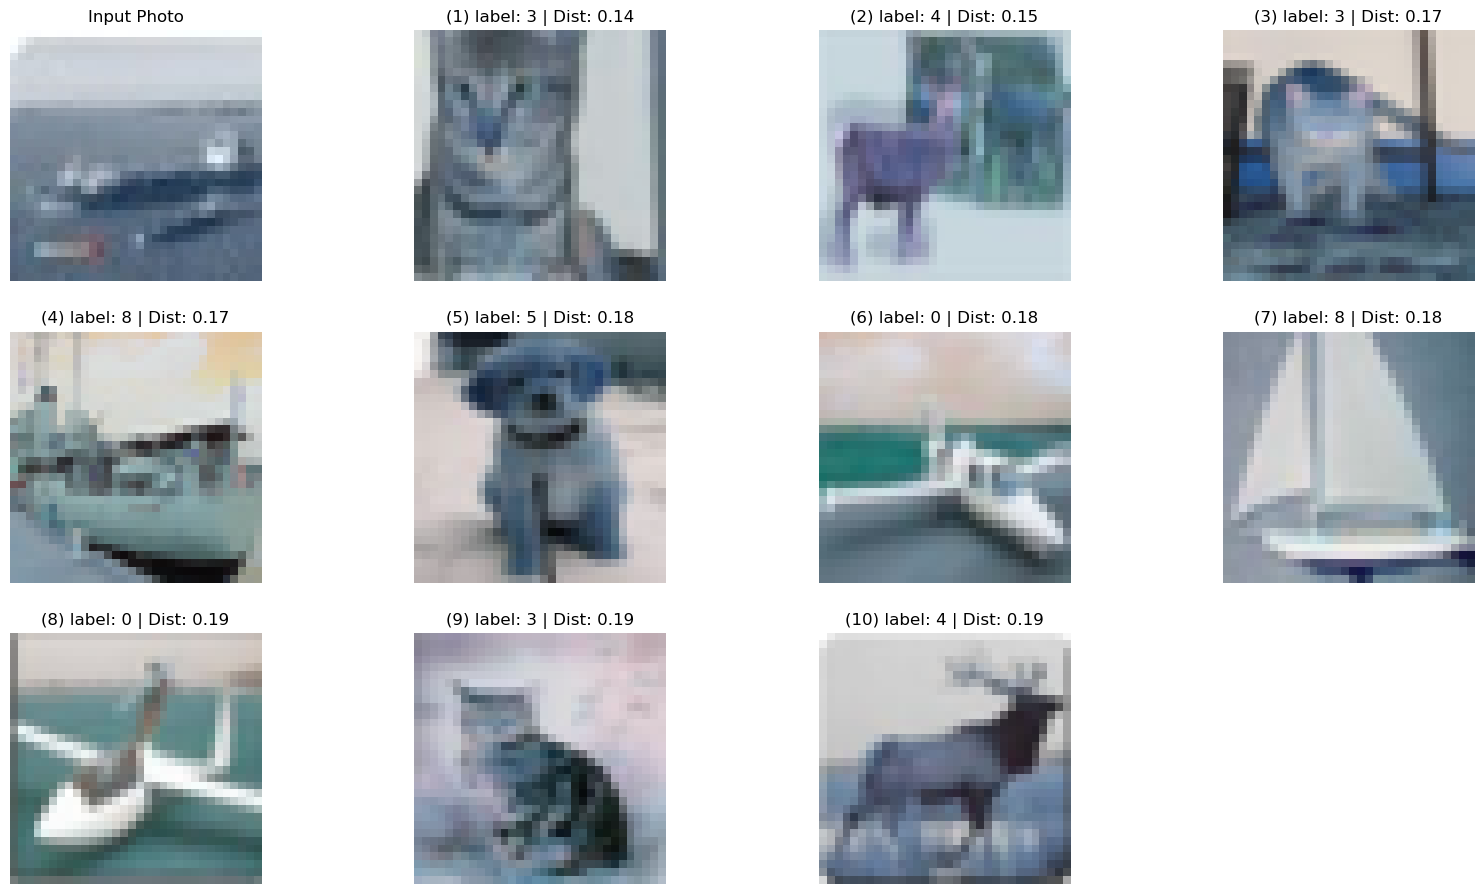 Input Photo
(1) label: 3 | Dist: 0.14
(2) label: 4 | Dist: 0.15
(3) label: 3 | Dist: 0.17
(4) label: 8 | Dist: 0.17
(5) label: 5 | Dist: 0.18
(6) label: 0 | Dist: 0.18
(7) label: 8 | Dist: 0.18
(8) label: 0 | Dist: 0.19
(9) label: 3 | Dist: 0.19
(10) label: 4 | Dist: 0.19